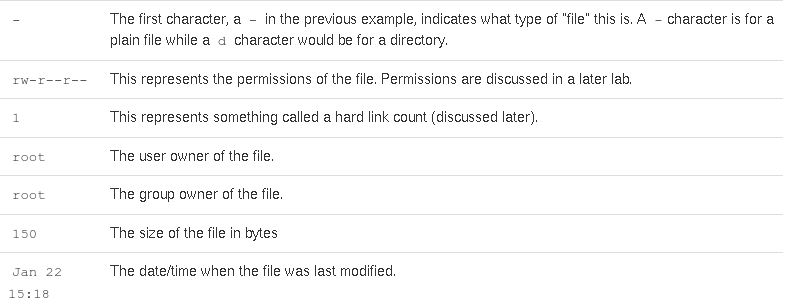 - The first character, a - in the previous example, indicates what type of "file" this is. A - character is for a
plain file while a d character would be for a directory.
rw-r--r-- This represents the permissions of the file. Permissions are discussed in a later lab.
1 This represents something called a hard link count (discussed later).
root The user owner of the file.
root The group owner of the file.
150 The size of the file in bytes
Jan 22 The date/time when the file was last modified.
15:18